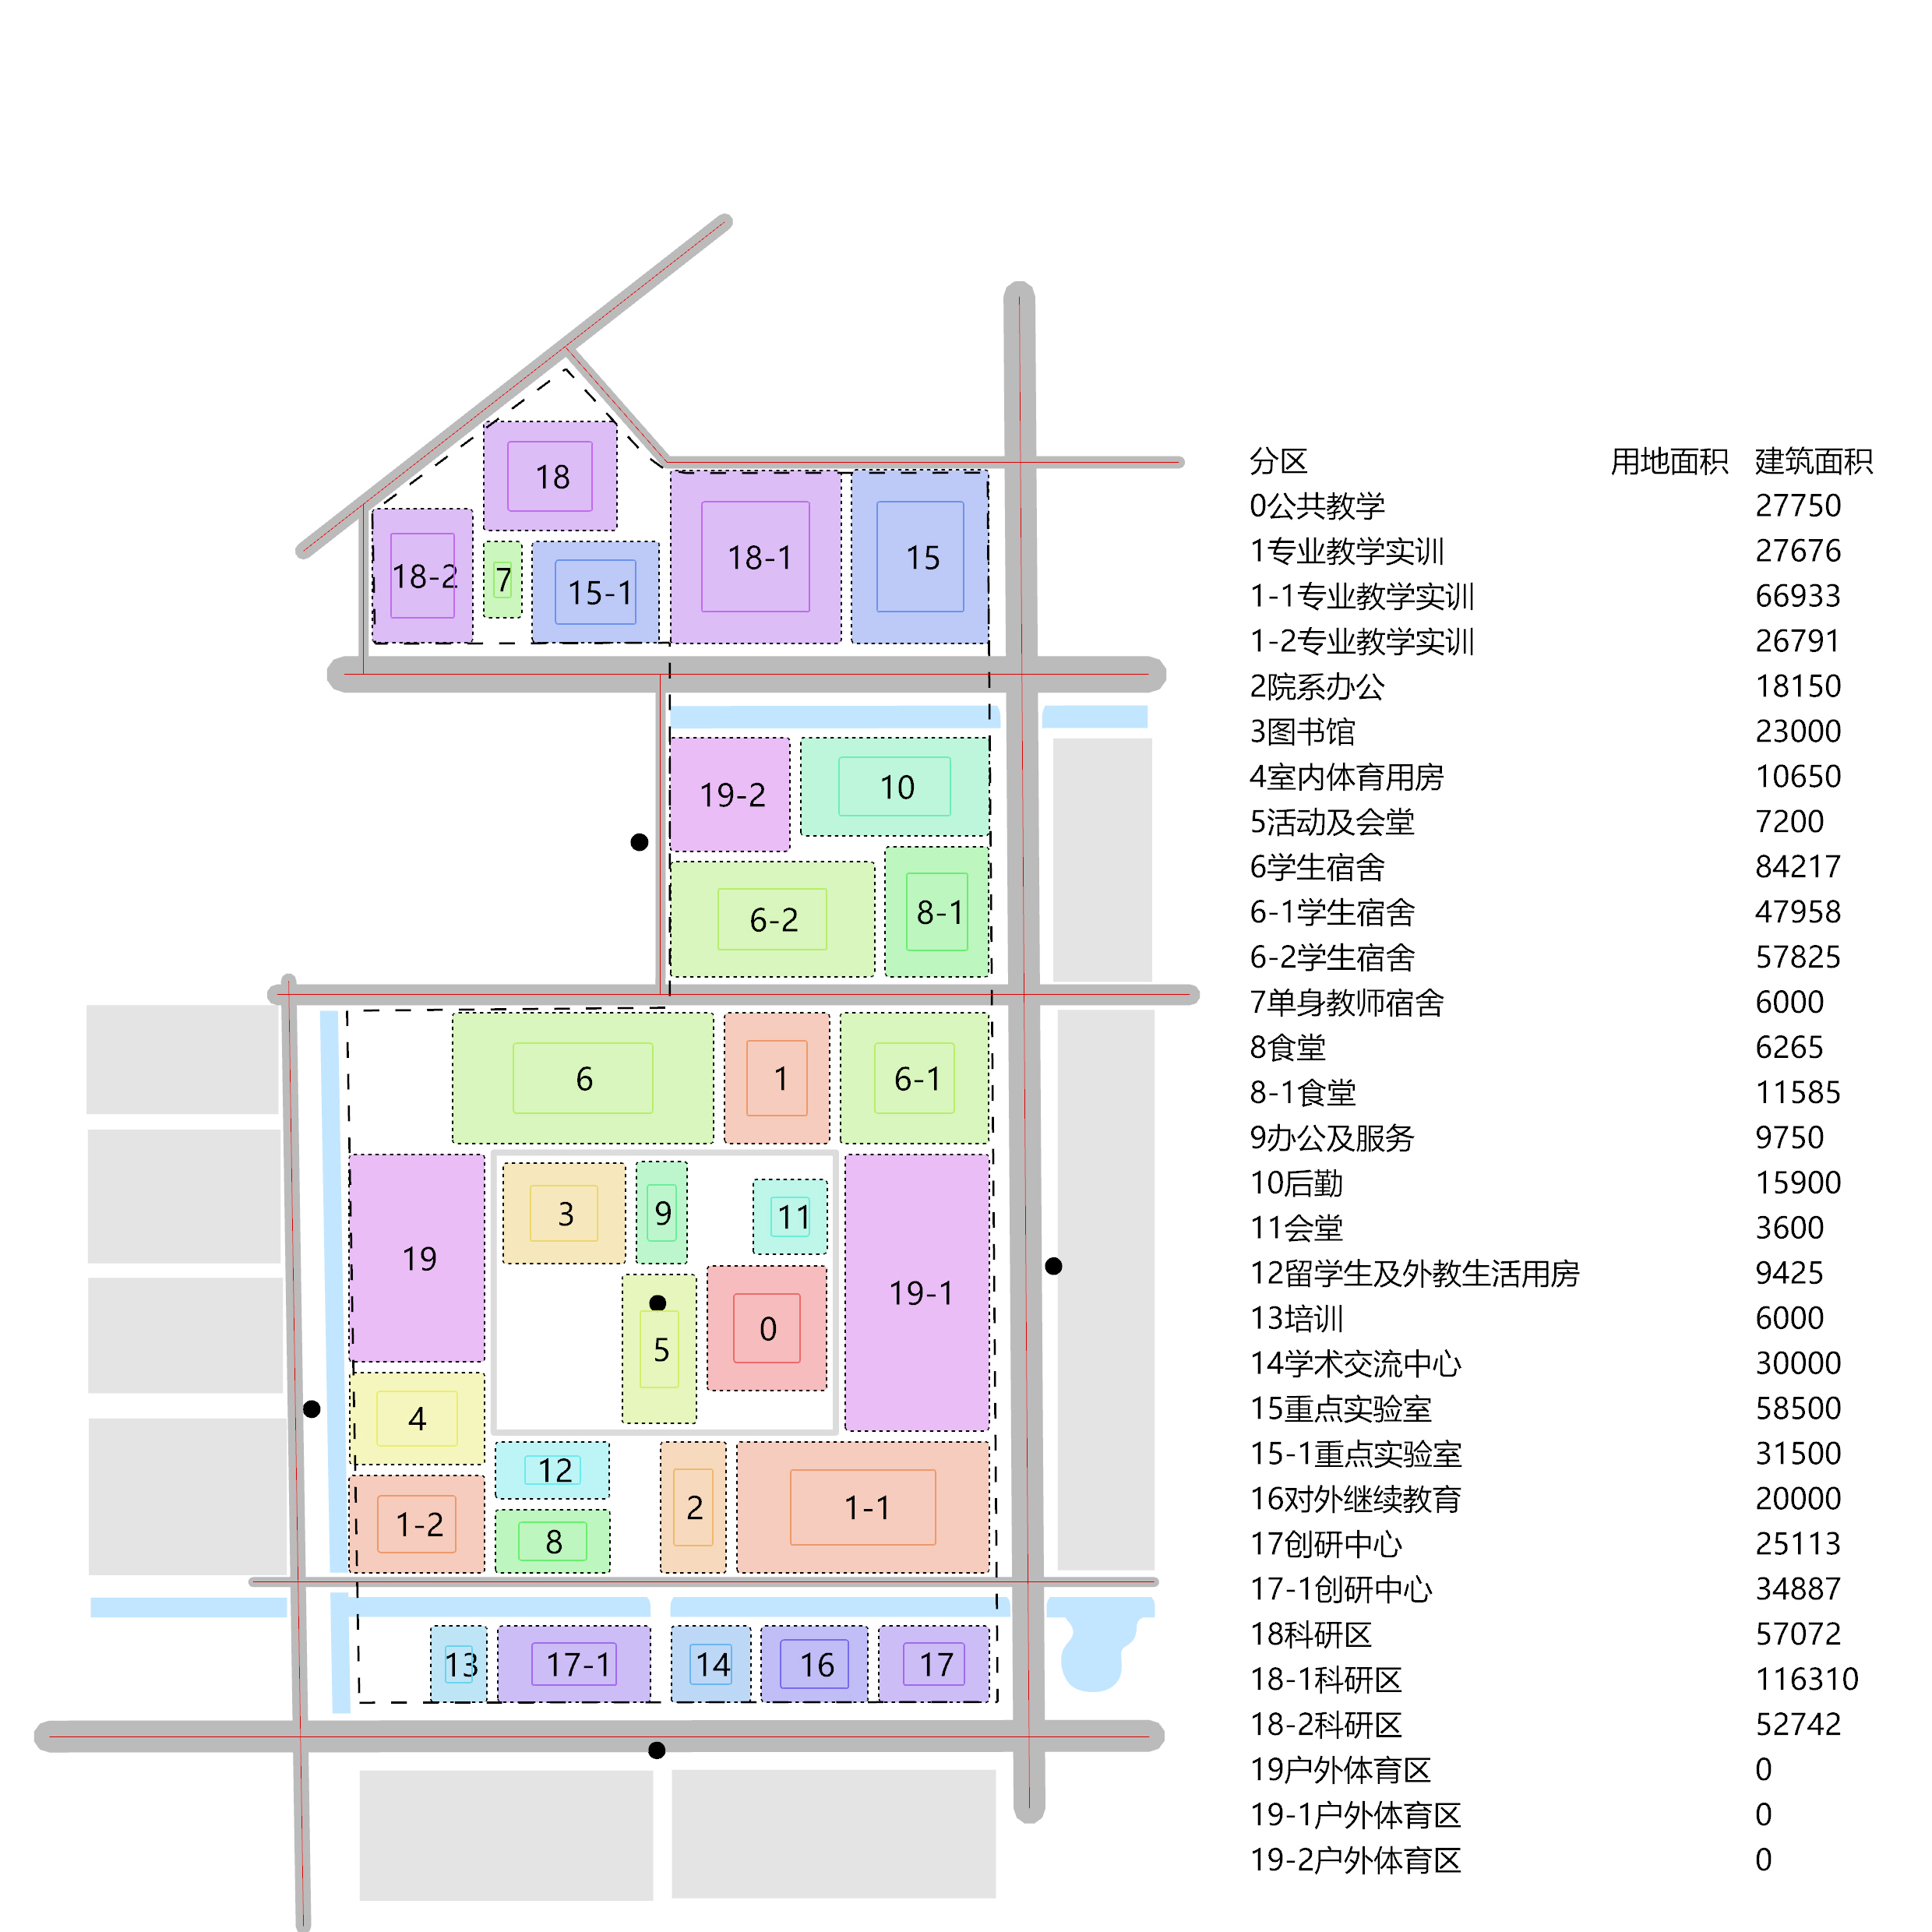 18
18-2
7
15-1
18-1
15
19-2
10
6-2
8-1
6
1
6-1
3
9
11
19
19-1
5
0
4
12
2
1-1
1-2
8
13
17-1
14
16
17
分区 用地面积 建筑面积
0公共教学 27750
1专业教学实训 27676
1-1专业教学实训 66933
1-2专业教学实训 26791
2院系办公 18150
3图书馆 23000
4室内体育用房 10650
5活动及会堂 7200
6学生宿舍 84217
6-1学生宿舍 47958
6-2学生宿舍 57825
7单身教师宿舍 6000
8食堂 6265
8-1食堂 11585
9办公及服务 9750
10后勤 15900
11会堂 3600
12留学生及外教生活用房 9425
13培训 6000
14学术交流中心 30000
15重点实验室 58500
15-1重点实验室 31500
16对外继续教育 20000
17创研中心 25113
17-1创研中心 34887
18科研区 57072
18-1科研区 116310
18-2科研区 52742
19户外体育区 0
19-1户外体育区 0
19-2户外体育区 0